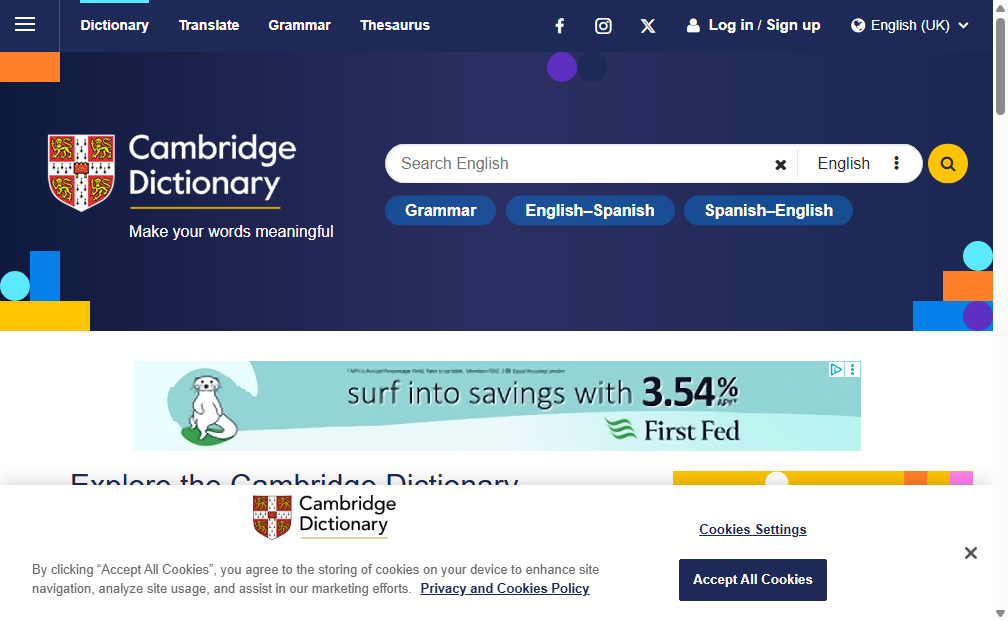 Dictionary Translate Grammar Thesaurus Log in / Sign up English (UK)
Cambridge
Dictionary
Make your words meaningful
Search English English
Grammar English–Spanish Spanish–English
surf into savings with 3.54%
First Fed
Explore the Cambridge Dictionary
Cambridge
Dictionary
By clicking “Accept All Cookies”, you agree to the storing of cookies on your device to enhance site
navigation, analyze site usage, and assist in our marketing efforts. Privacy and Cookies Policy
Cookies Settings
Accept All Cookies